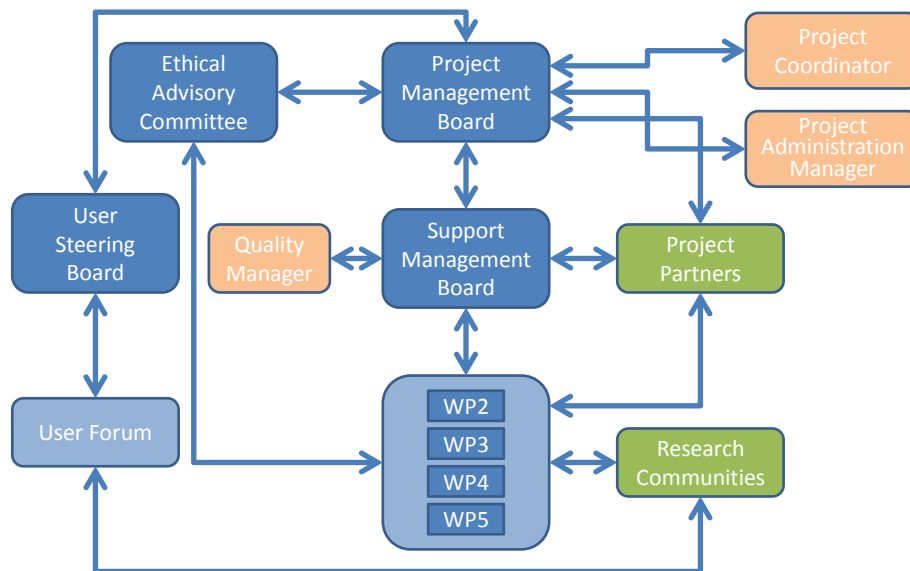 Ethical
Advisory
Committee
Project
Management
Board
Project
Coordinator
Project
Administration
Manager
User
Steering
Board
Quality
Manager
Support
Management
Board
Project
Partners
User Forum
WP2
WP3
WP4
WP5
Research
Communities